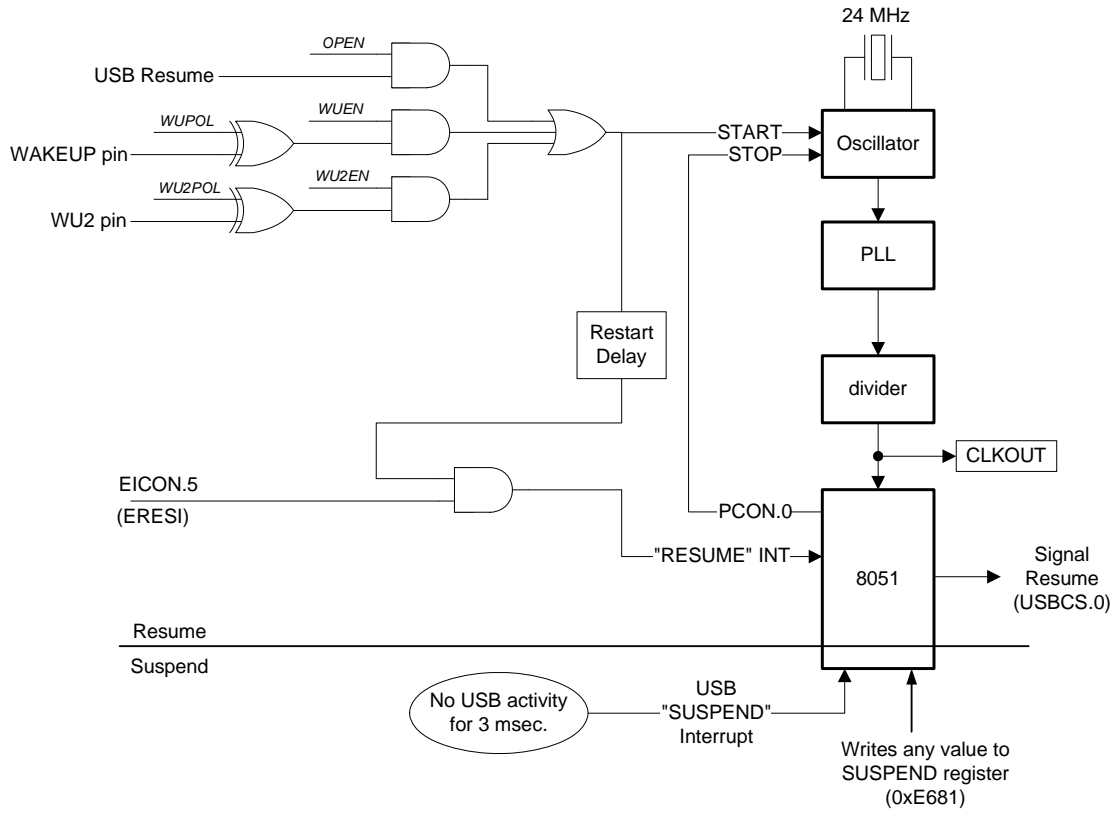 24 MHz
OPEN
USB Resume
WUEN
WUPOL
WAKEUP pin
WU2EN
WU2POL
WU2 pin
START
STOP
Oscillator
PLL
Restart
Delay
divider
CLKOUT
EICON.5
(ERESI)
PCON.0
"RESUME" INT
8051
Signal
Resume
(USBCS.0)
Resume
Suspend
No USB activity
for 3 msec.
USB
"SUSPEND"
Interrupt
Writes any value to
SUSPEND register
(0xE681)